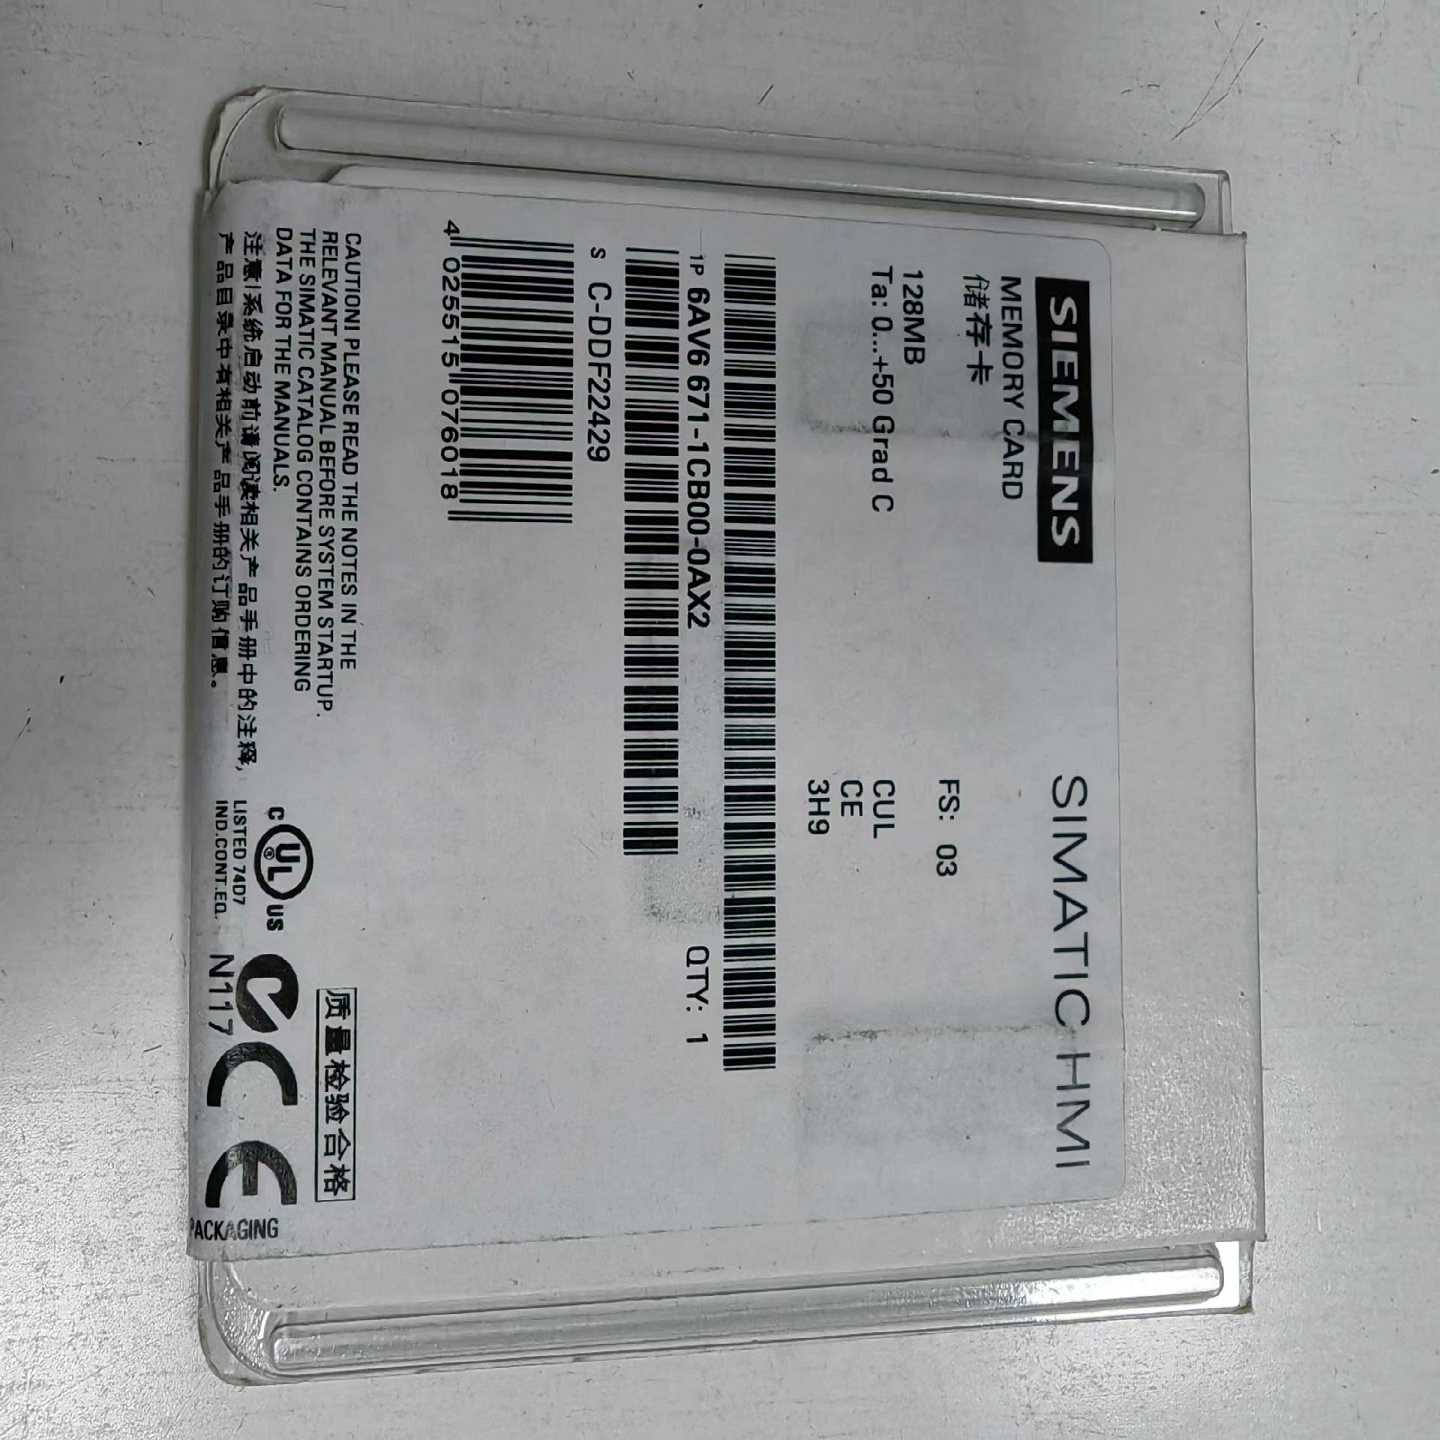 SIEMENS
SIMATIC HMI
MEMORY CARD
储存卡
FS: 03
128MB
Ta: 0...+50 Grad C
CUL
CE
3H9
1P 6AV6 671-1CB00-0AX2
QTY: 1
S C-DDF22429
4 025515 076018
CAUTION! PLEASE READ THE NOTES IN THE
RELEVANT MANUAL BEFORE SYSTEM STARTUP.
THE SIMATIC CATALOG CONTAINS ORDERING
DATA FOR THE MANUALS.
注意!系统启动前请阅读相关产品手册中的注释,
产品目录中有相关产品手册的订购信息。
质量检验合格
C UL ® US
LISTED 74D7
IND.CONT.EQ.
N117
CE
PACKAGING